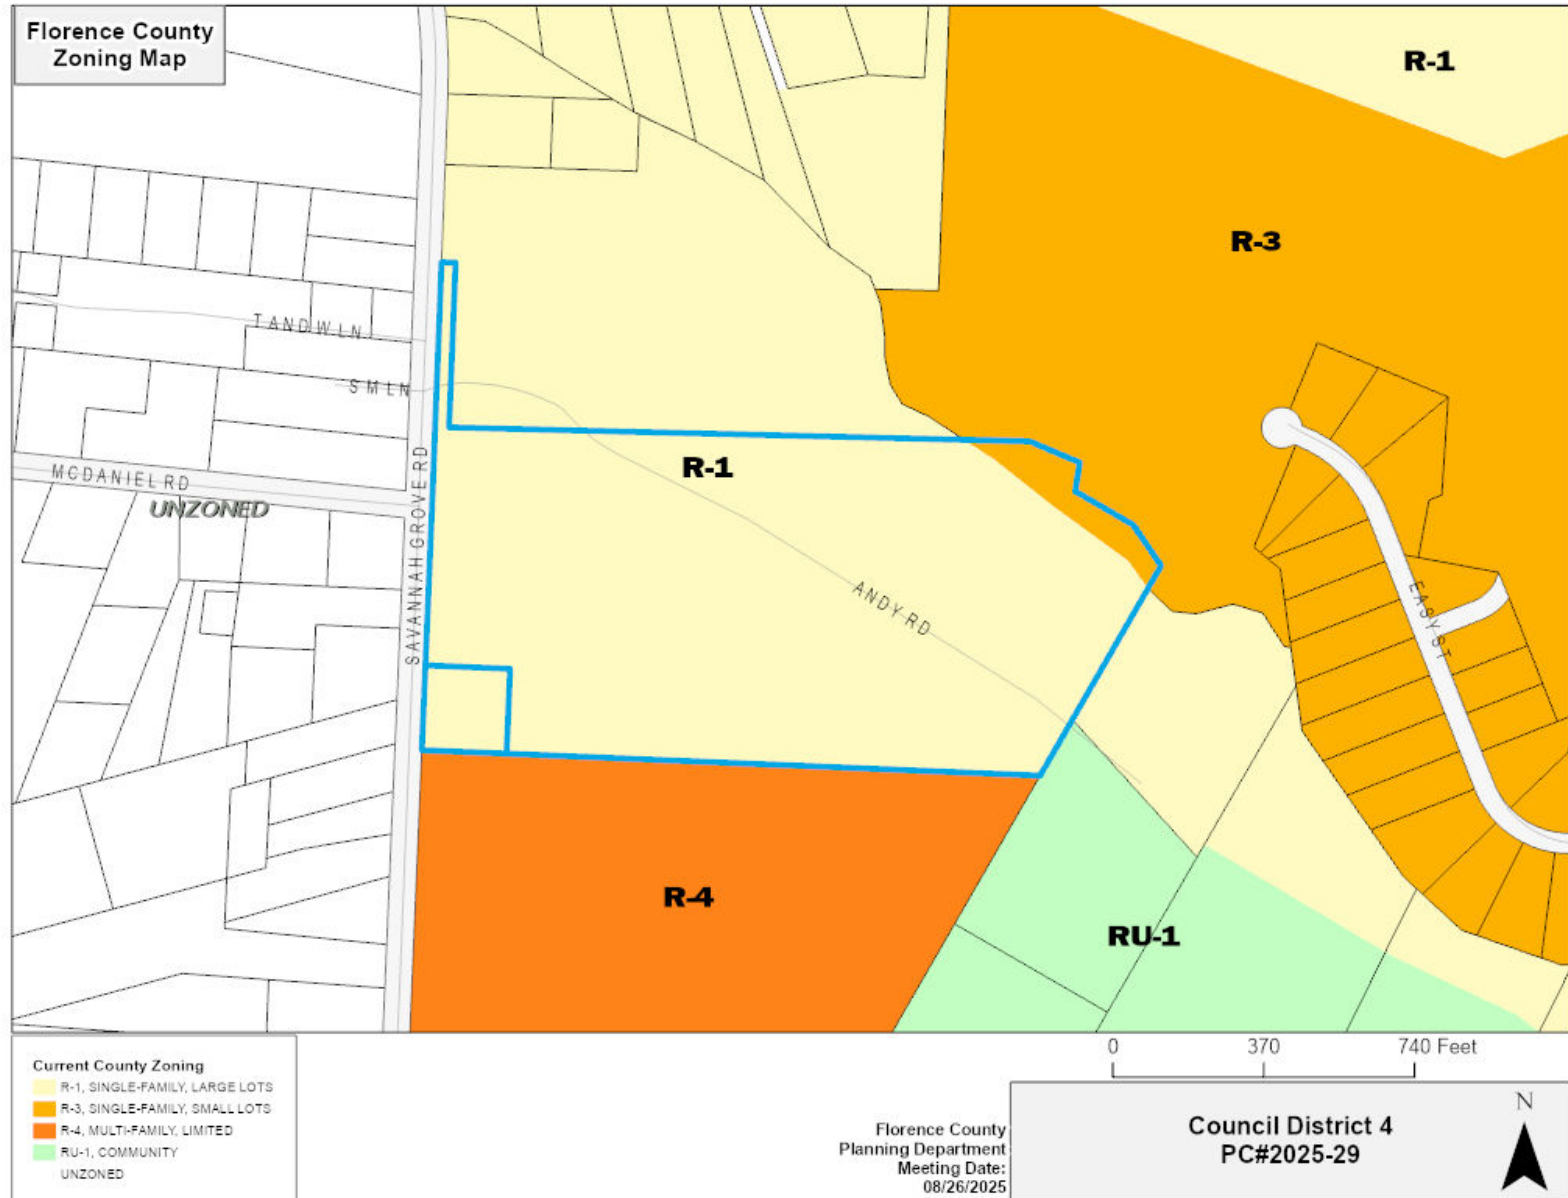 Florence County
Zoning Map
R-1
R-3
TANDW LN
SM LN
R-1
MCDANIEL RD
UNZONED
SAVANNAH GROVE RD
ANDY RD
EASY ST
R-4
RU-1
Current County Zoning
R-1, SINGLE-FAMILY, LARGE LOTS
R-3, SINGLE-FAMILY, SMALL LOTS
R-4, MULTI-FAMILY, LIMITED
RU-1, COMMUNITY
UNZONED
0 370 740 Feet
Florence County
Planning Department
Meeting Date:
08/26/2025
Council District 4
PC#2025-29
N